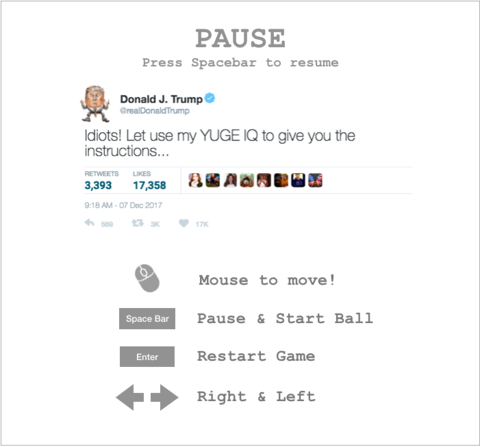 PAUSE
Press Spacebar to resume
Donald J. Trump
@realDonaldTrump
Idiots! Let use my YUGE IQ to give you the
instructions...
RETWEETS LIKES
3,393 17,358
9:18 AM - 07 Dec 2017
569 3K 17K
Mouse to move!
Space Bar Pause & Start Ball
Enter Restart Game
Right & Left